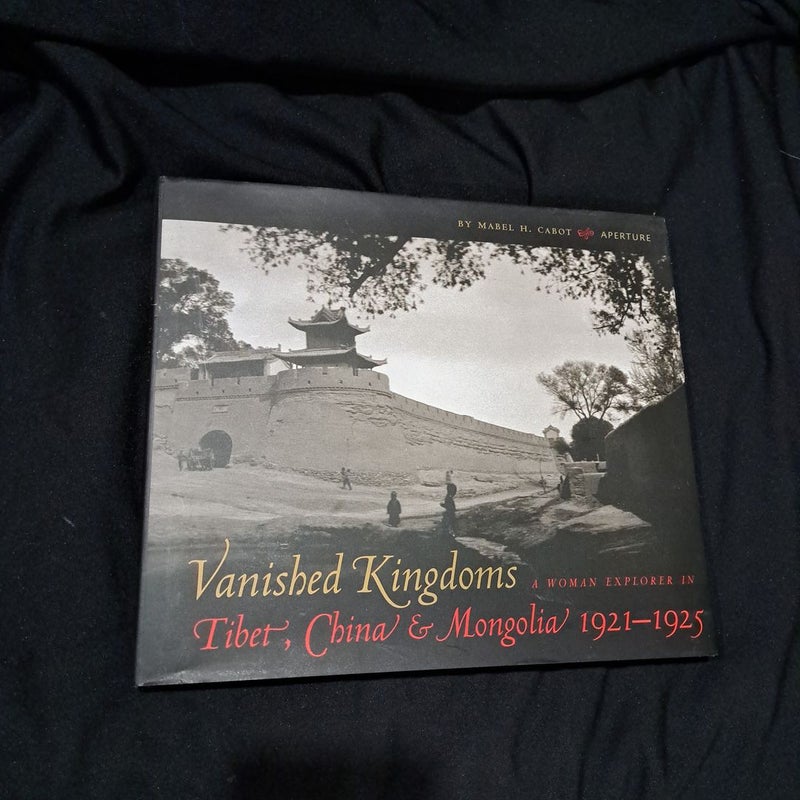 BY MABEL H. CABOT APERTURE
Vanished Kingdoms A WOMAN EXPLORER IN
Tibet, China & Mongolia 1921–1925